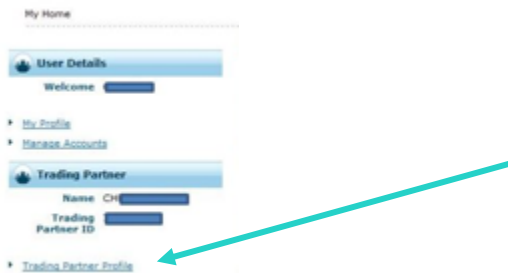 My Home
User Details
Welcome
My Profile
Manage Accounts
Trading Partner
Name CH
Trading
Partner ID
Trading Partner Profile